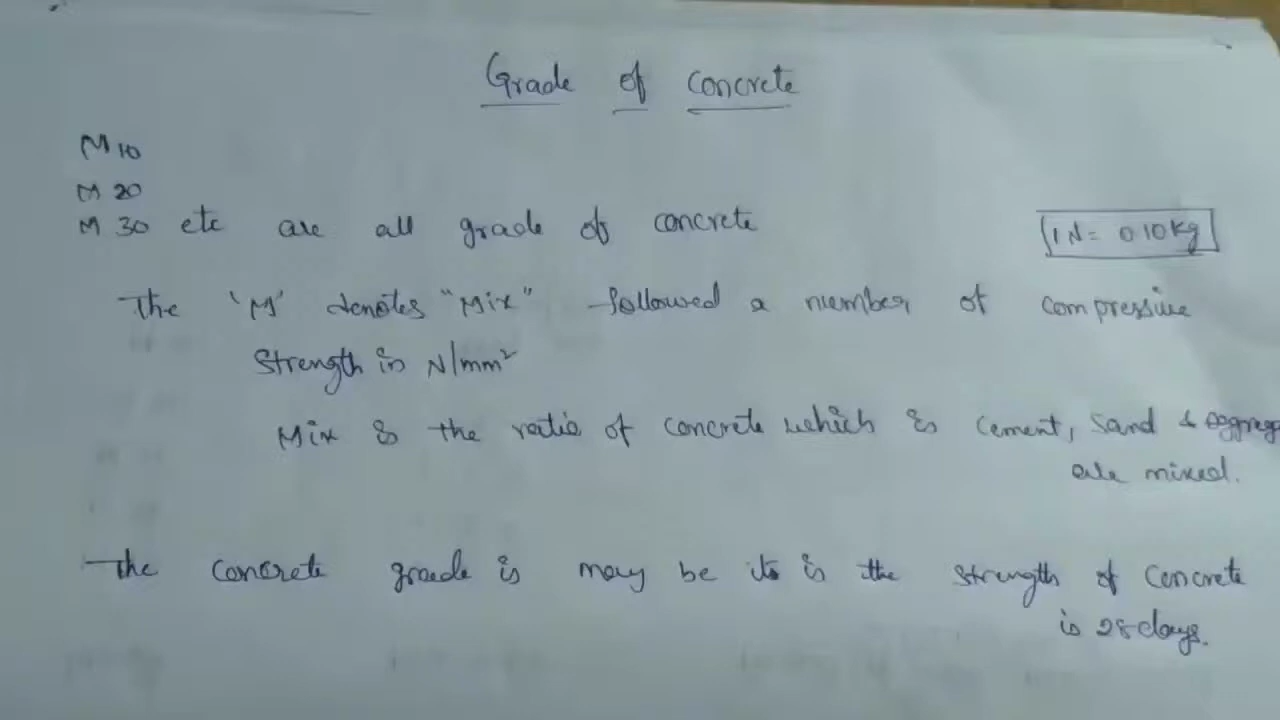 Grade of Concrete
M10
M 20
M 30 etc are all grade of concrete
1N = 0.10kg
The 'M' denotes "Mix" followed a number of compressive
Strength in N/mm²
Mix is the ratio of concrete which is cement, Sand & aggreg
are mixed.
The concrete grade is may be its is the strength of concrete
is 28 days.